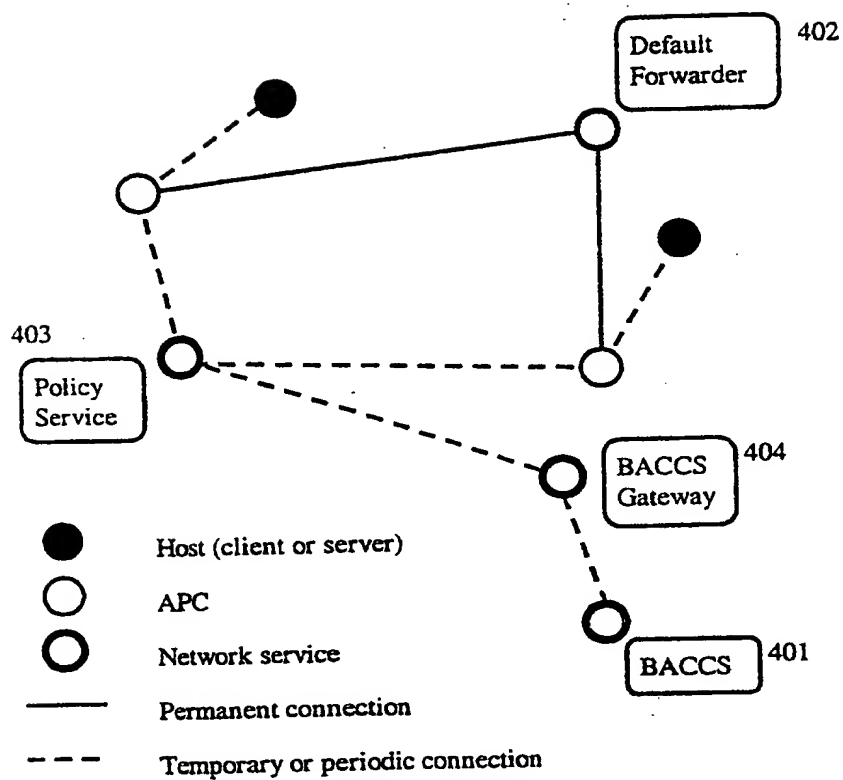 402
Default
Forwarder
403
Policy
Service
BACCS
Gateway
404
BACCS
401
Host (client or server)
APC
Network service
Permanent connection
Temporary or periodic connection